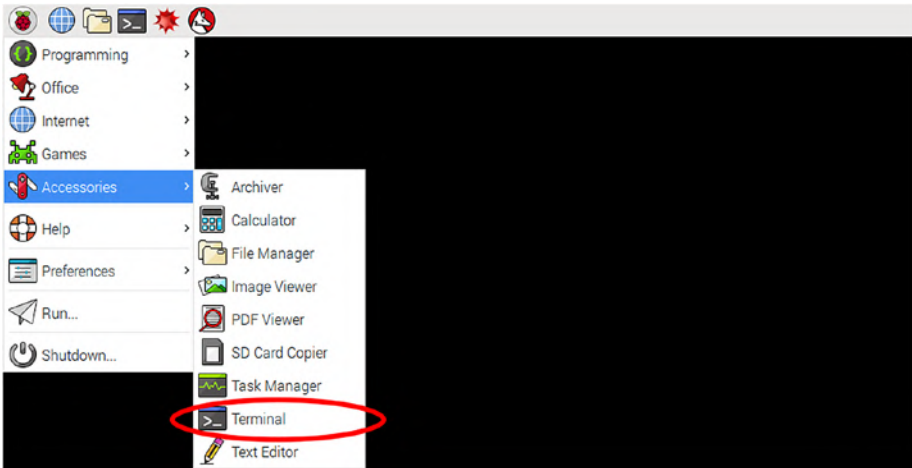 Programming
Office
Internet
Games
Accessories
Help
Preferences
Run...
Shutdown...
Archiver
Calculator
File Manager
Image Viewer
PDF Viewer
SD Card Copier
Task Manager
Terminal
Text Editor